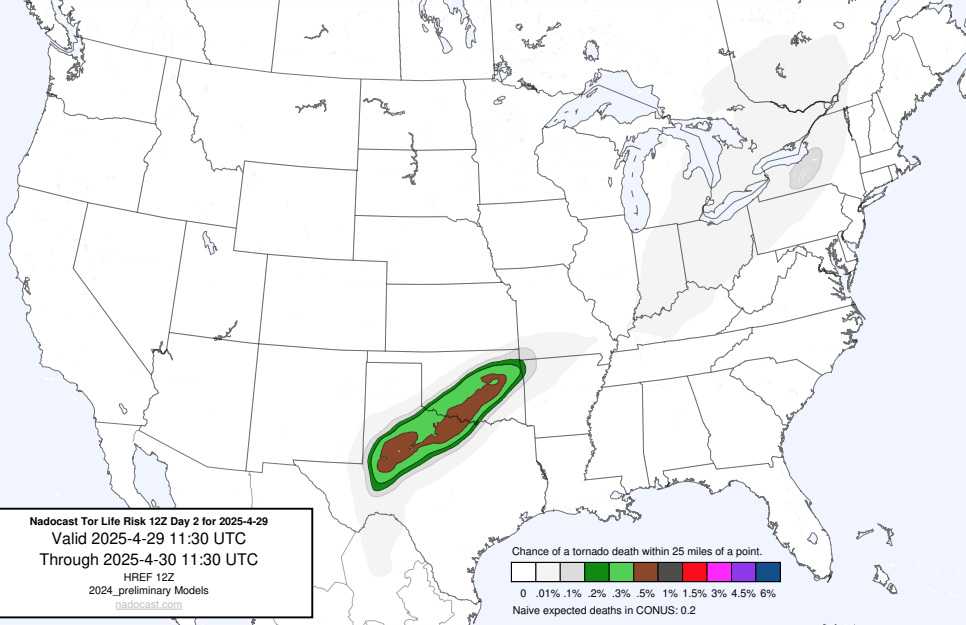 Nadocast Tor Life Risk 12Z Day 2 for 2025-4-29
Valid 2025-4-29 11:30 UTC
Through 2025-4-30 11:30 UTC
HREF 12Z
2024_preliminary Models
nadocast.com
Chance of a tornado death within 25 miles of a point.
0 .01% .1% .2% .3% .5% 1% 1.5% 3% 4.5% 6%
Naive expected deaths in CONUS: 0.2